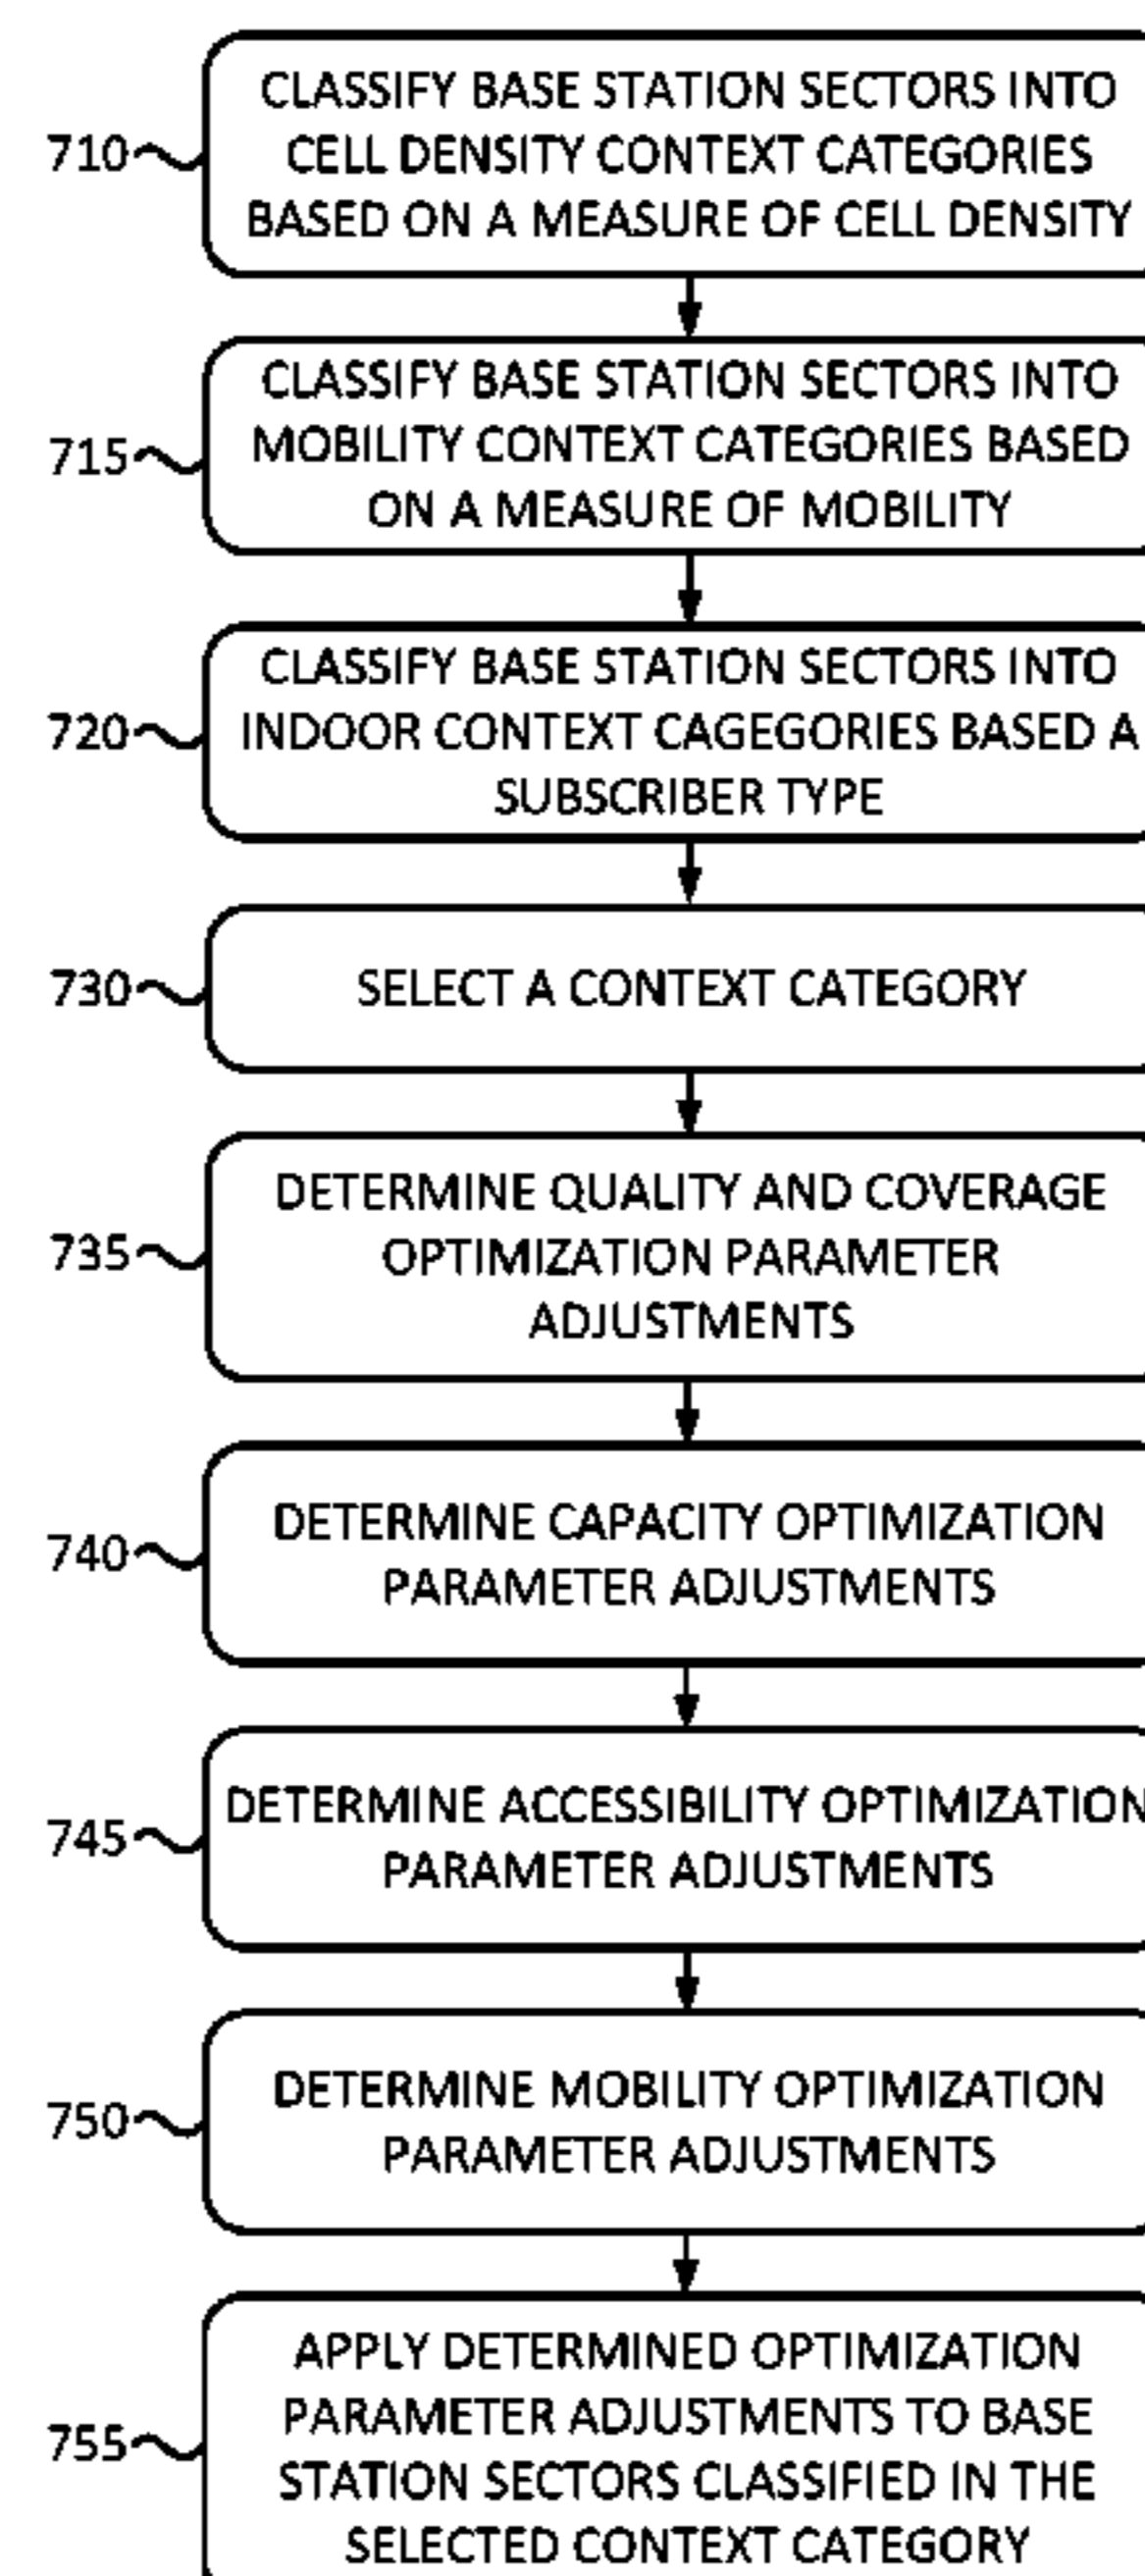 CLASSIFY BASE STATION SECTORS INTO
710
CELL DENSITY CONTEXT CATEGORIES
BASED ON A MEASURE OF CELL DENSITY
CLASSIFY BASE STATION SECTORS INTO
715
MOBILITY CONTEXT CATEGORIES BASED
ON A MEASURE OF MOBILITY
CLASSIFY BASE STATION SECTORS INTO
720
INDOOR CONTEXT CAGEGORIES BASED A
SUBSCRIBER TYPE
730
SELECT A CONTEXT CATEGORY
DETERMINE QUALITY AND COVERAGE
735
OPTIMIZATION PARAMETER
ADJUSTMENTS
DETERMINE CAPACITY OPTIMIZATION
740
PARAMETER ADJUSTMENTS
DETERMINE ACCESSIBILITY OPTIMIZATION
745
PARAMETER ADJUSTMENTS
DETERMINE MOBILITY OPTIMIZATION
750
PARAMETER ADJUSTMENTS
APPLY DETERMINED OPTIMIZATION
PARAMETER ADJUSTMENTS TO BASE
755
STATION SECTORS CLASSIFIED IN THE
SELECTED CONTEXT CATEGORY